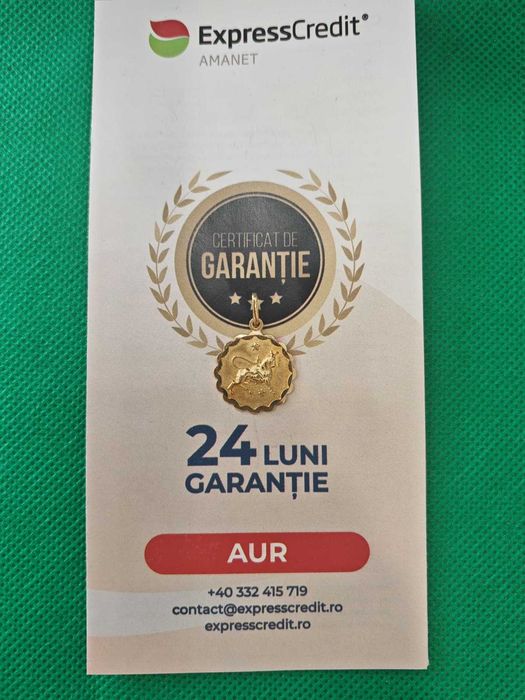 ExpressCredit®
AMANET
CERTIFICAT DE
GARANȚIE
24 LUNI
GARANȚIE
AUR
+40 332 415 719
contact@expresscredit.ro
expresscredit.ro